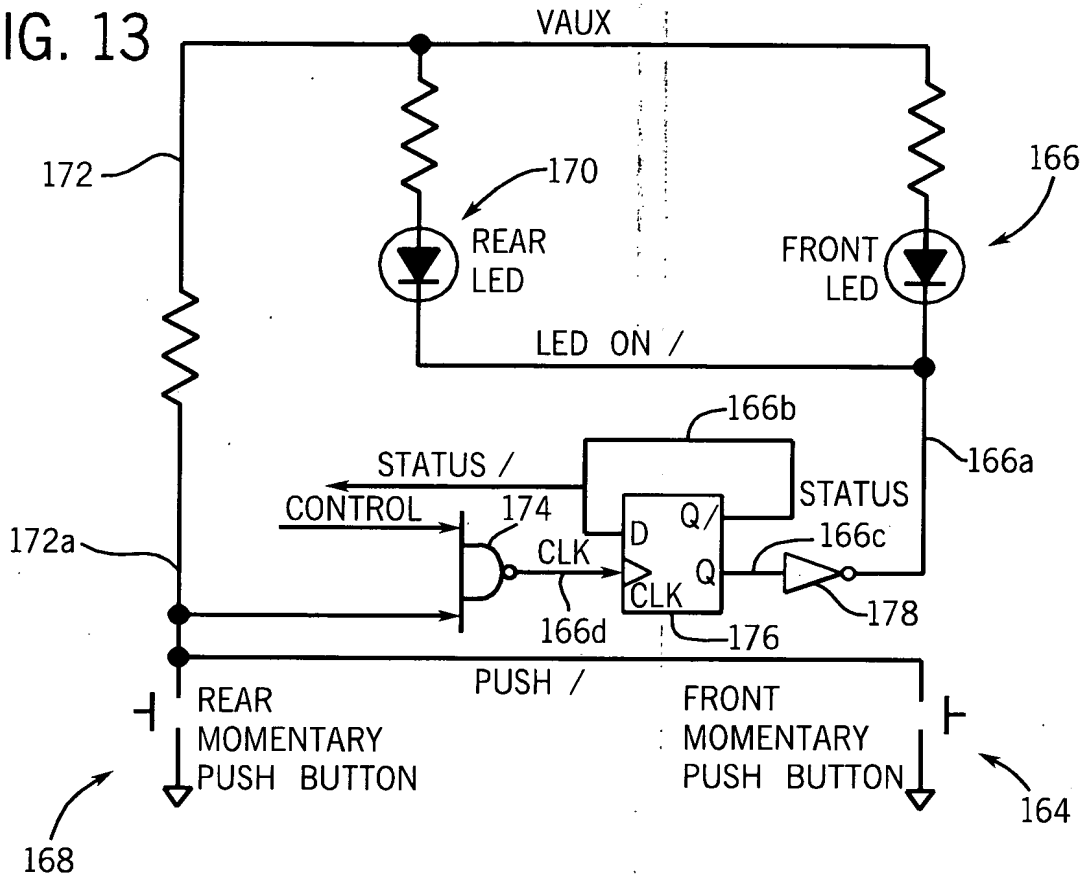 IG. 13
VAUX
172
170
166
REAR
LED
FRONT
LED
LED ON /
166b
166a
STATUS /
STATUS
CONTROL
174
172a
D
Q/
CLK
166c
Q
CLK
166d
176
178
PUSH /
REAR
MOMENTARY
PUSH BUTTON
FRONT
MOMENTARY
PUSH BUTTON
168
164